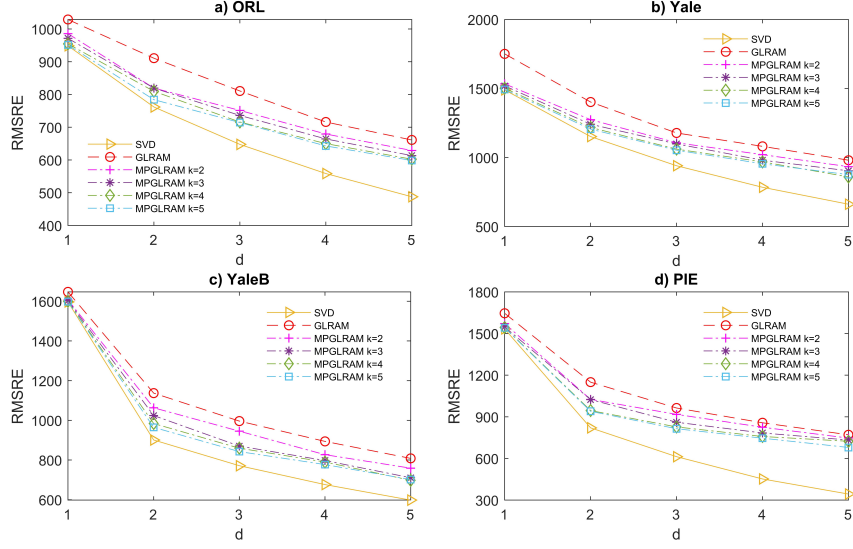 a) ORL
1000
900
800
700
600
500
400
RMSRE
SVD
GLRAM
MPGLRAM k=2
MPGLRAM k=3
MPGLRAM k=4
MPGLRAM k=5
1 2 3 4 5
d
b) Yale
2000
1500
1000
500
RMSRE
SVD
GLRAM
MPGLRAM k=2
MPGLRAM k=3
MPGLRAM k=4
MPGLRAM k=5
1 2 3 4 5
d
c) YaleB
1600
1400
1200
1000
800
600
RMSRE
SVD
GLRAM
MPGLRAM k=2
MPGLRAM k=3
MPGLRAM k=4
MPGLRAM k=5
1 2 3 4 5
d
d) PIE
1800
1500
1200
900
600
300
RMSRE
SVD
GLRAM
MPGLRAM k=2
MPGLRAM k=3
MPGLRAM k=4
MPGLRAM k=5
1 2 3 4 5
d